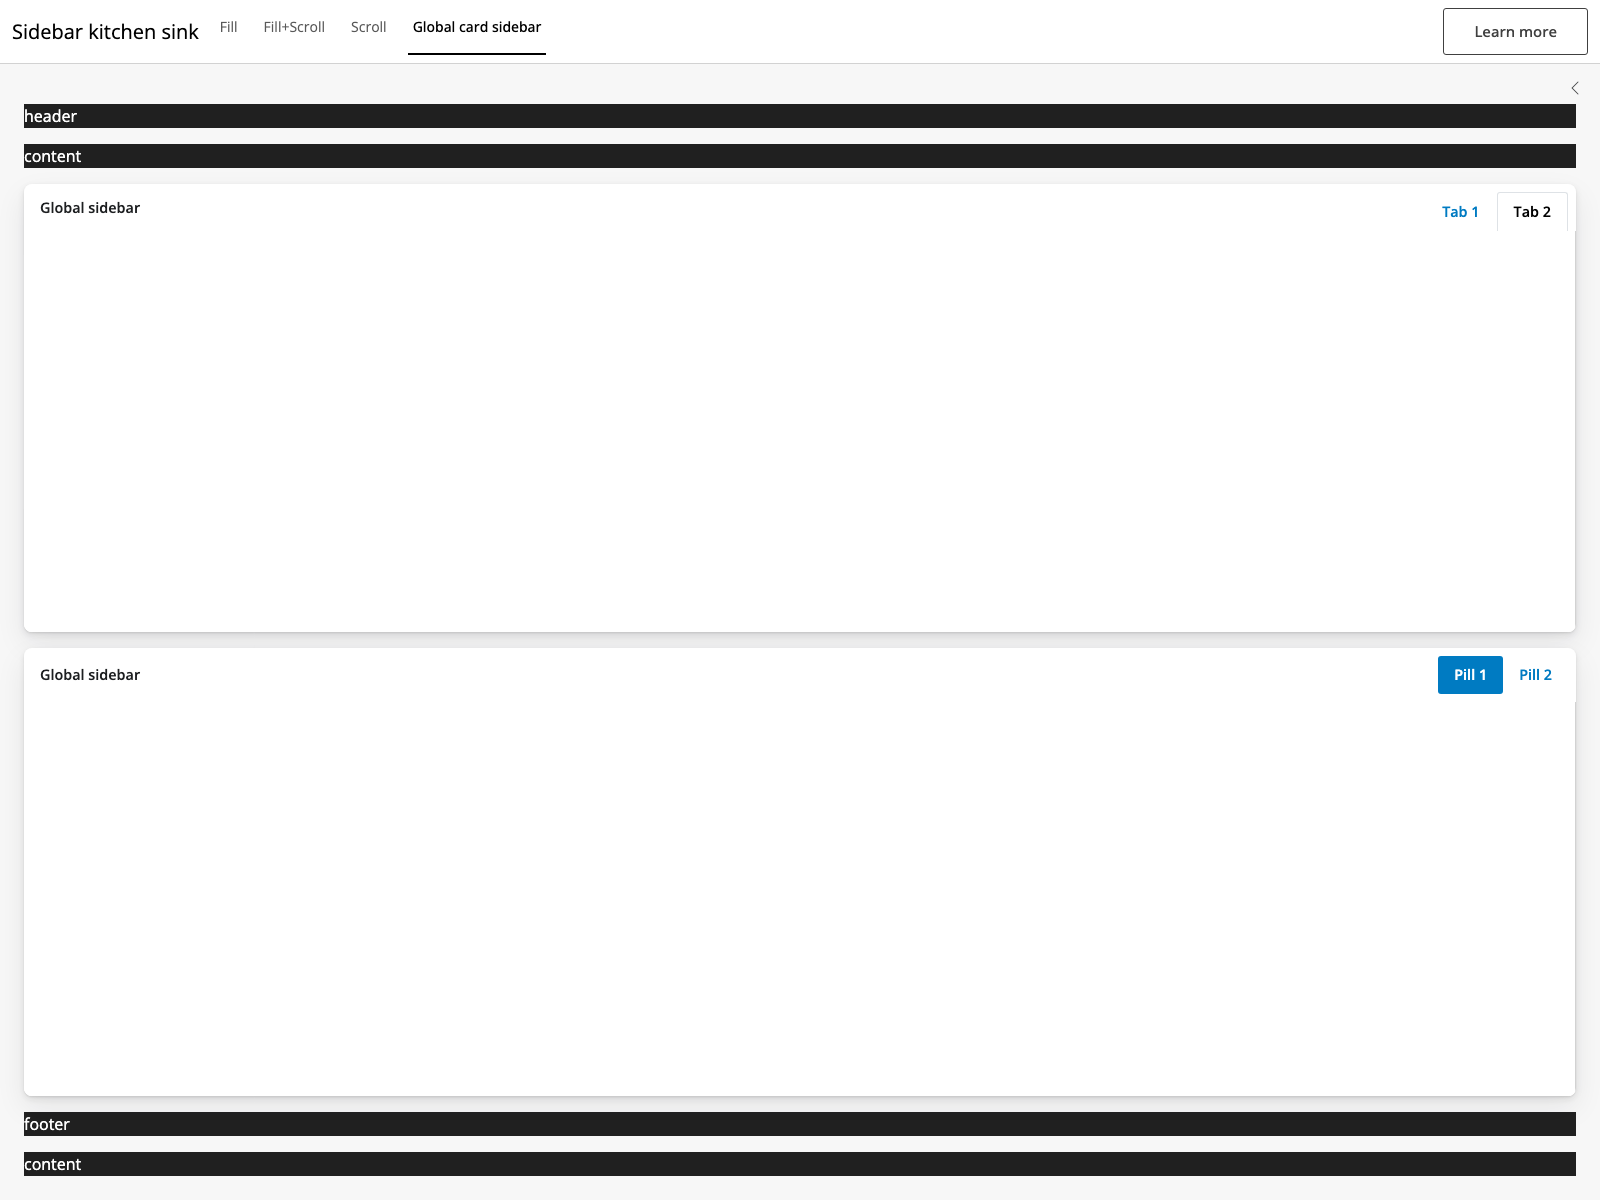 Sidebar kitchen sink Fill Fill+Scroll Scroll Global card sidebar Learn more
header
content
Global sidebar Tab 1 Tab 2
Global sidebar Pill 1 Pill 2
footer
content